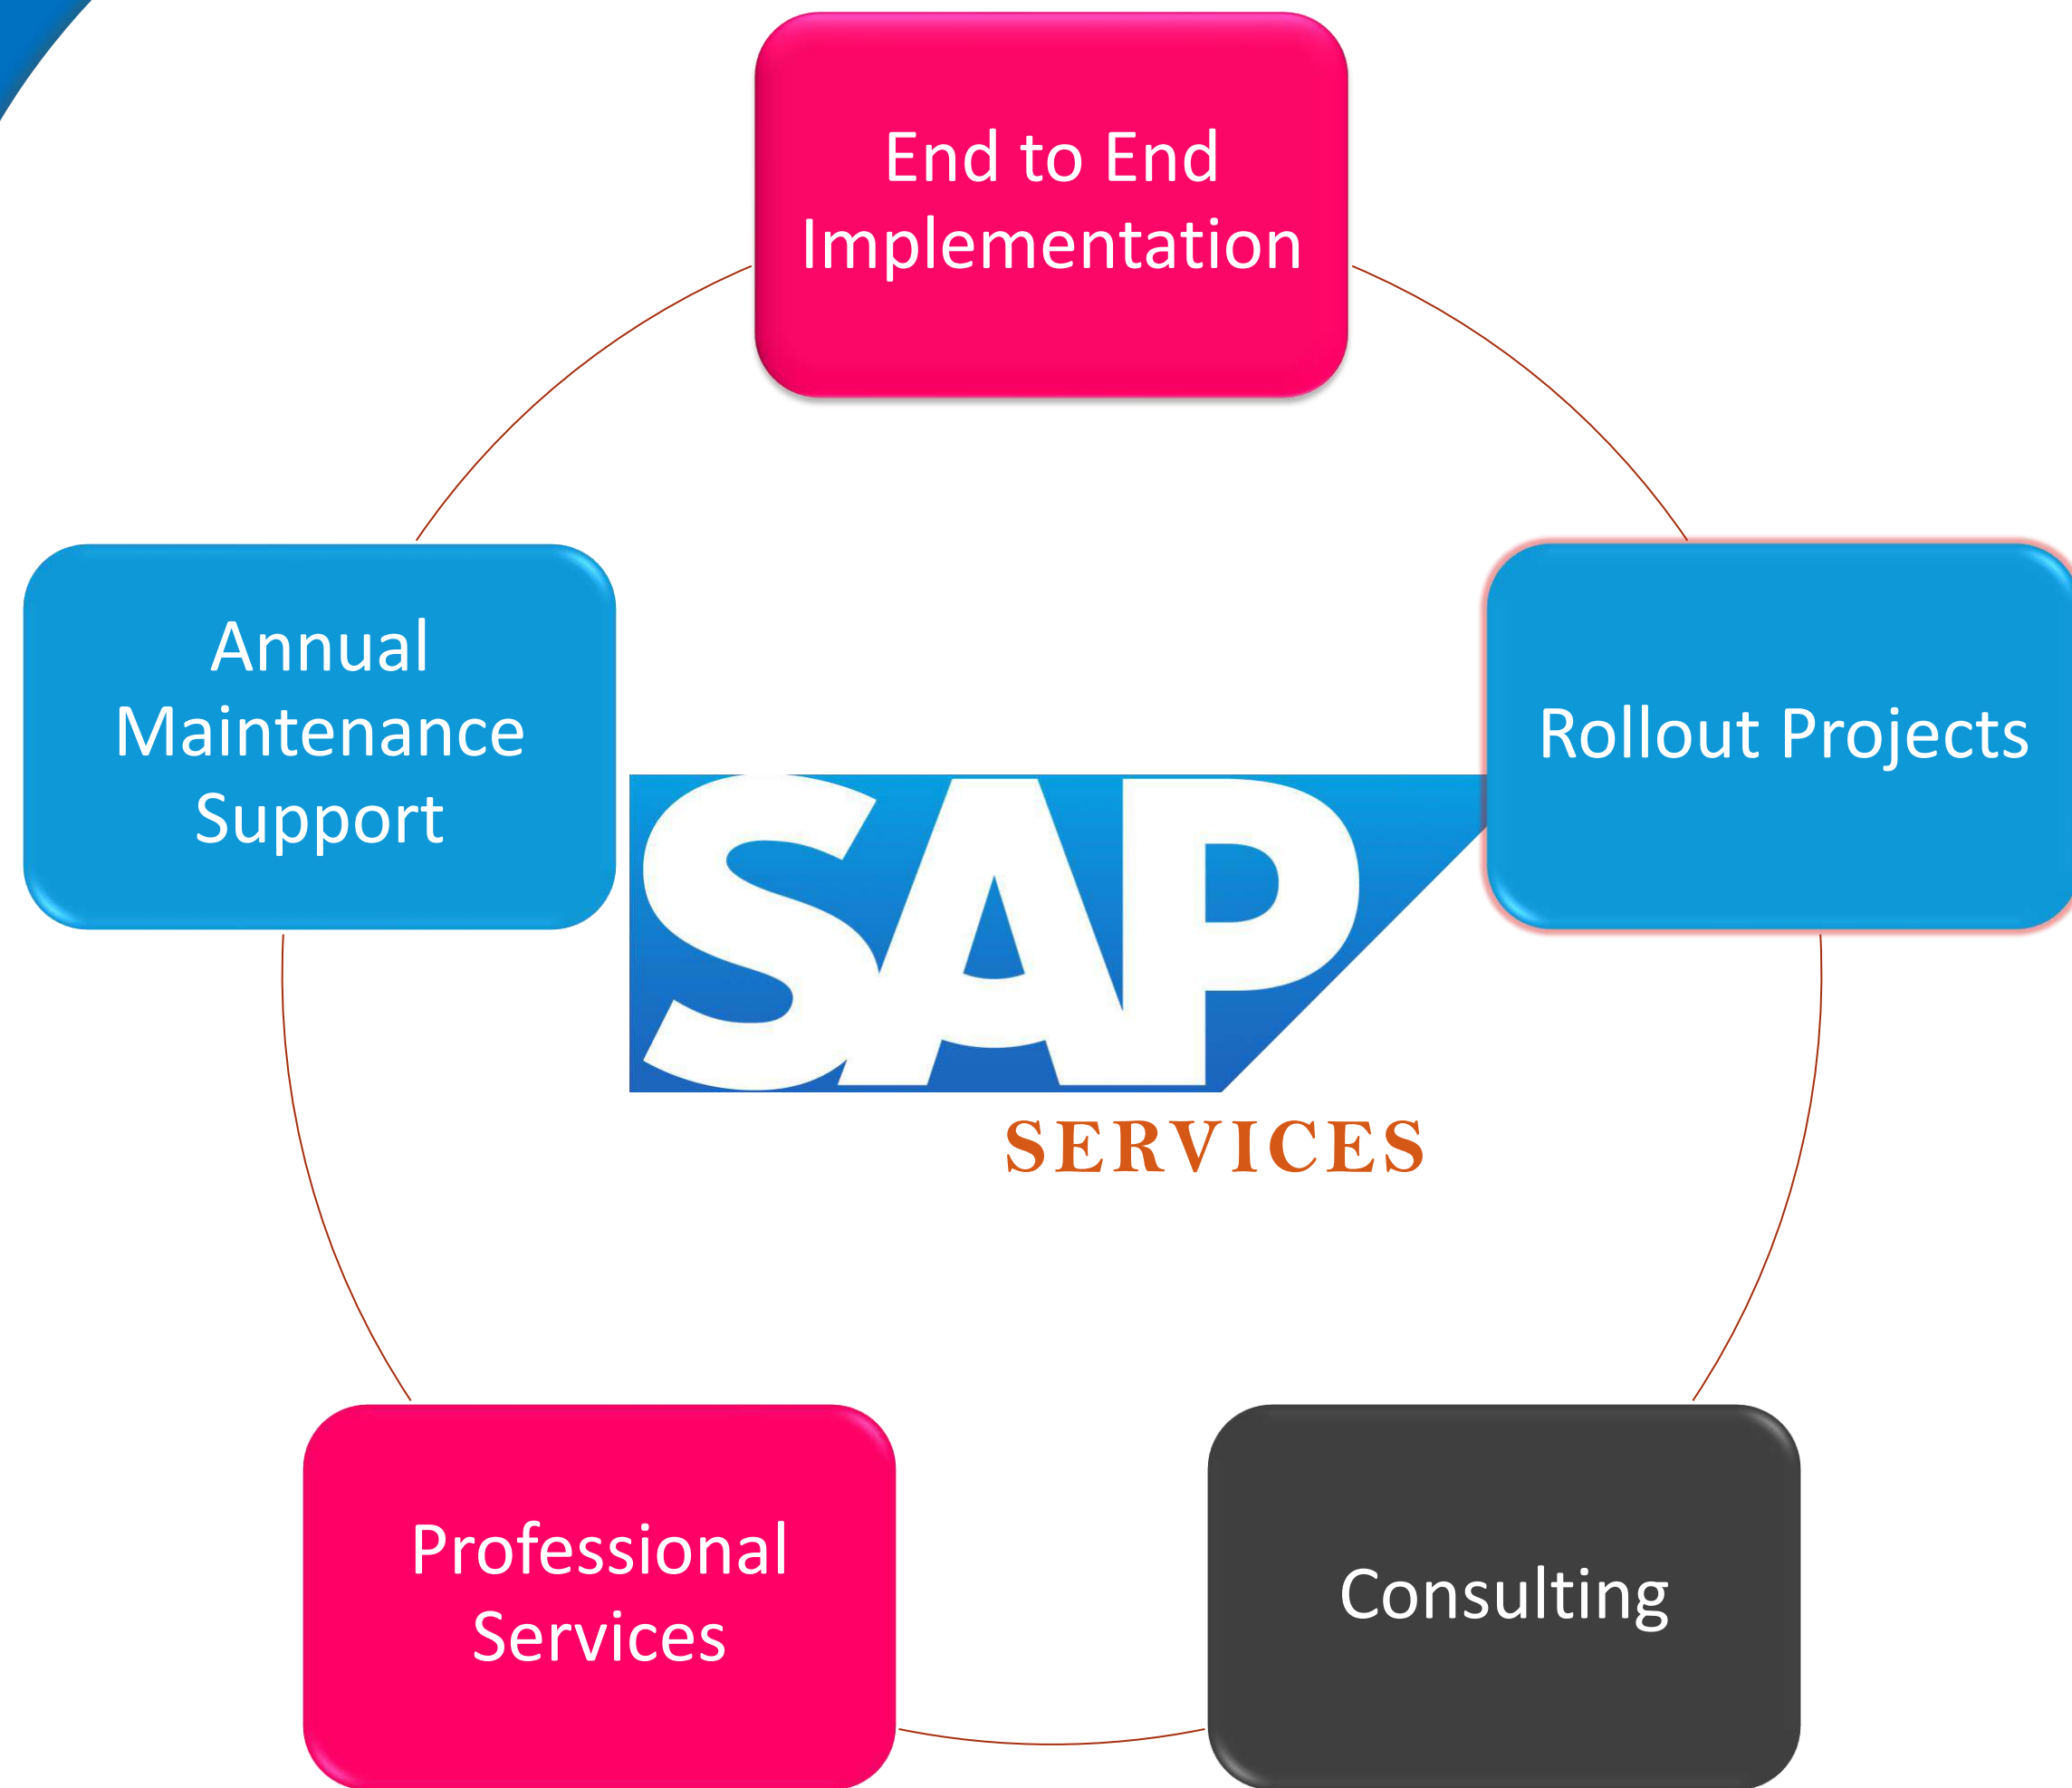 End to End
Implementation
Annual
Maintenance
Support
Rollout Projects
SAP
SERVICES
Professional
Services
Consulting